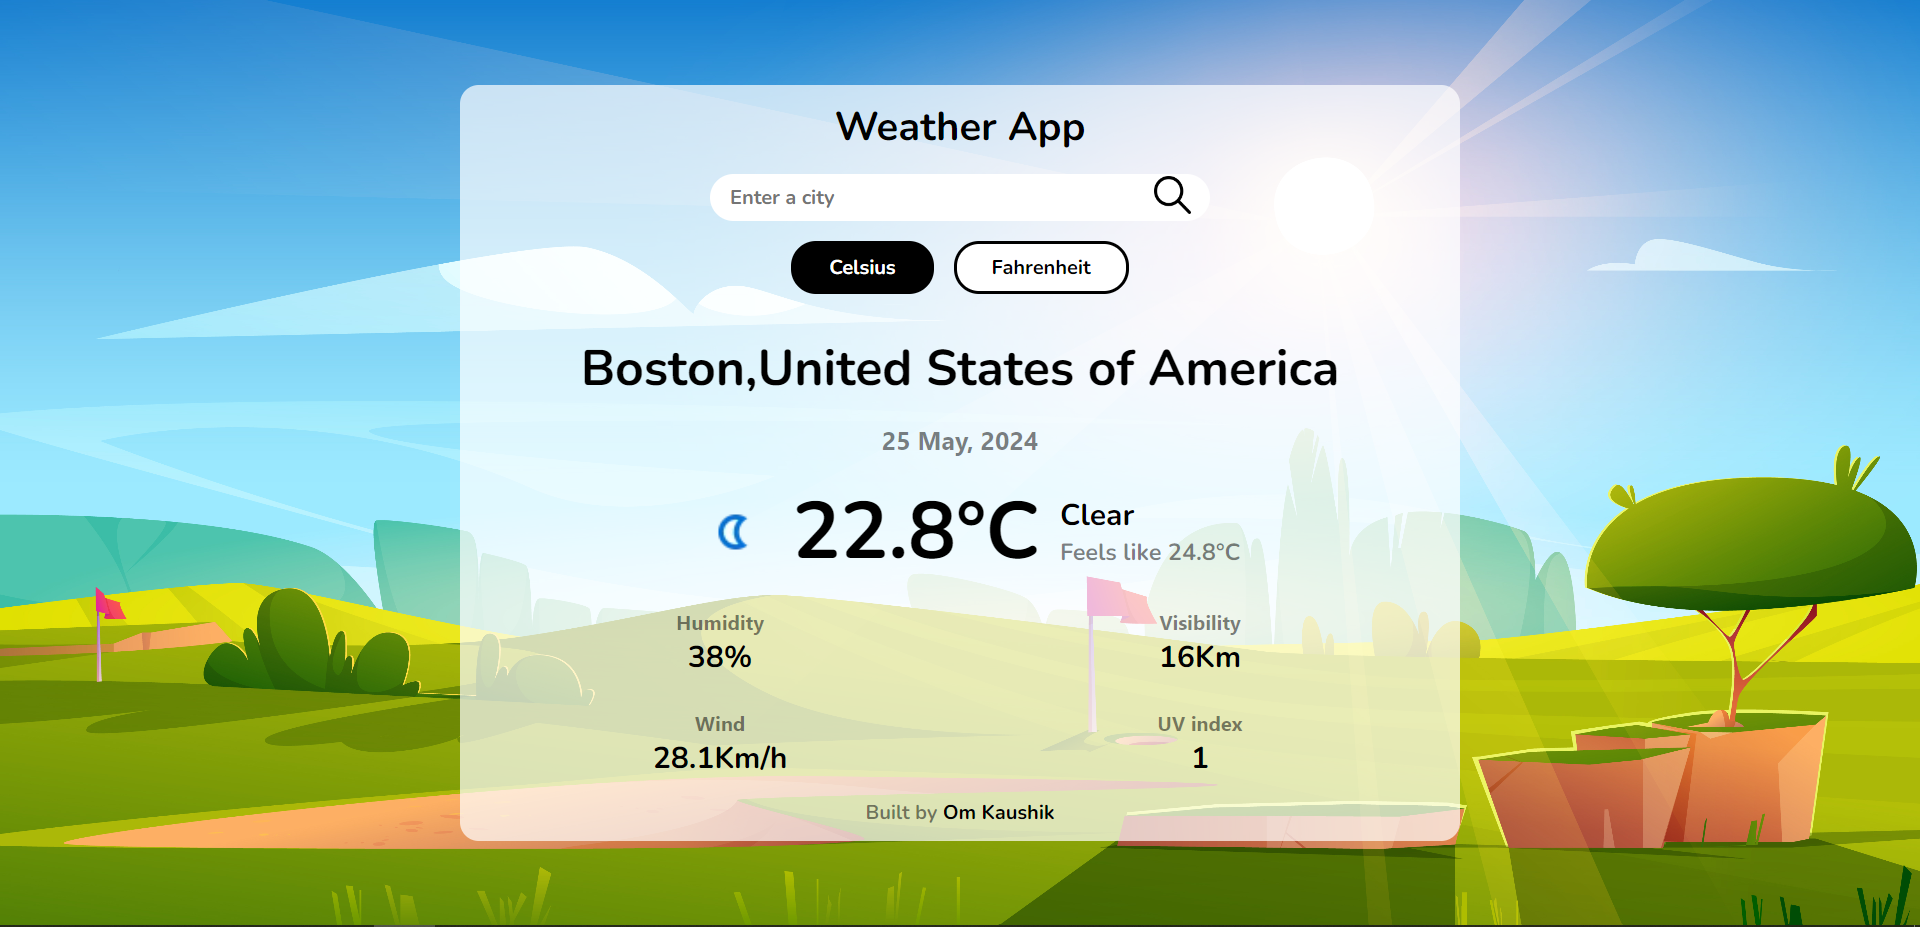 Weather App
Enter a city
Celsius
Fahrenheit
Boston,United States of America
25 May, 2024
22.8°C
Clear
Feels like 24.8°C
Humidity
38%
Visibility
16Km
Wind
28.1Km/h
UV index
1
Built by Om Kaushik